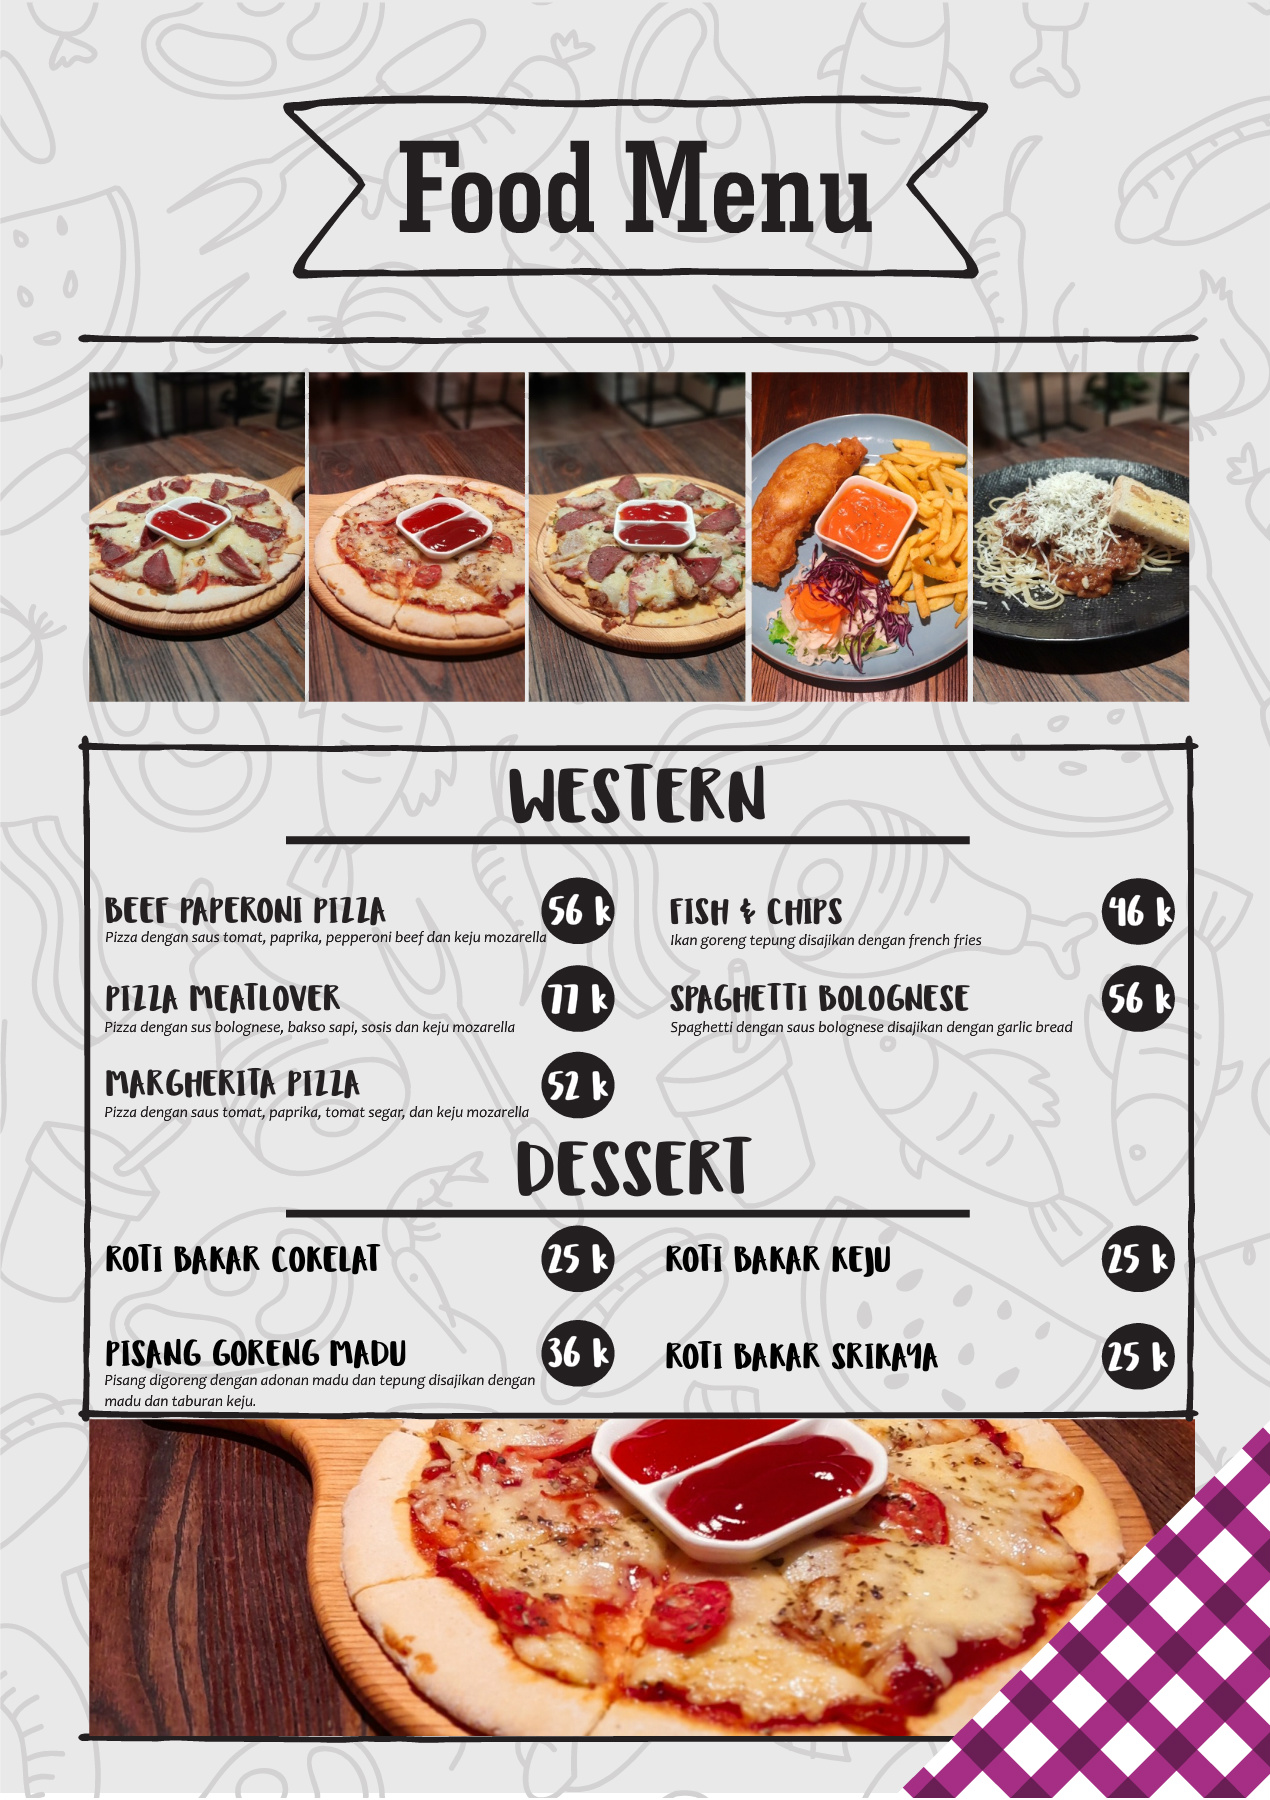 Food Menu
WESTERN
BEEF PAPERONI PIZZA 56 k
Pizza dengan saus tomat, paprika, pepperoni beef dan keju mozarella
PIZZA MEATLOVER 77 k
Pizza dengan sus bolognese, bakso sapi, sosis dan keju mozarella
MARGHERITA PIZZA 52 k
Pizza dengan saus tomat, paprika, tomat segar, dan keju mozarella
FISH & CHIPS 46 k
Ikan goreng tepung disajikan dengan french fries
SPAGHETTI BOLOGNESE 56 k
Spaghetti dengan saus bolognese disajikan dengan garlic bread
DESSERT
ROTI BAKAR COKELAT 25 k
PISANG GORENG MADU 36 k
Pisang digoreng dengan adonan madu dan tepung disajikan dengan
madu dan taburan keju.
ROTI BAKAR KEJU 25 k
ROTI BAKAR SRIKAYA 25 k